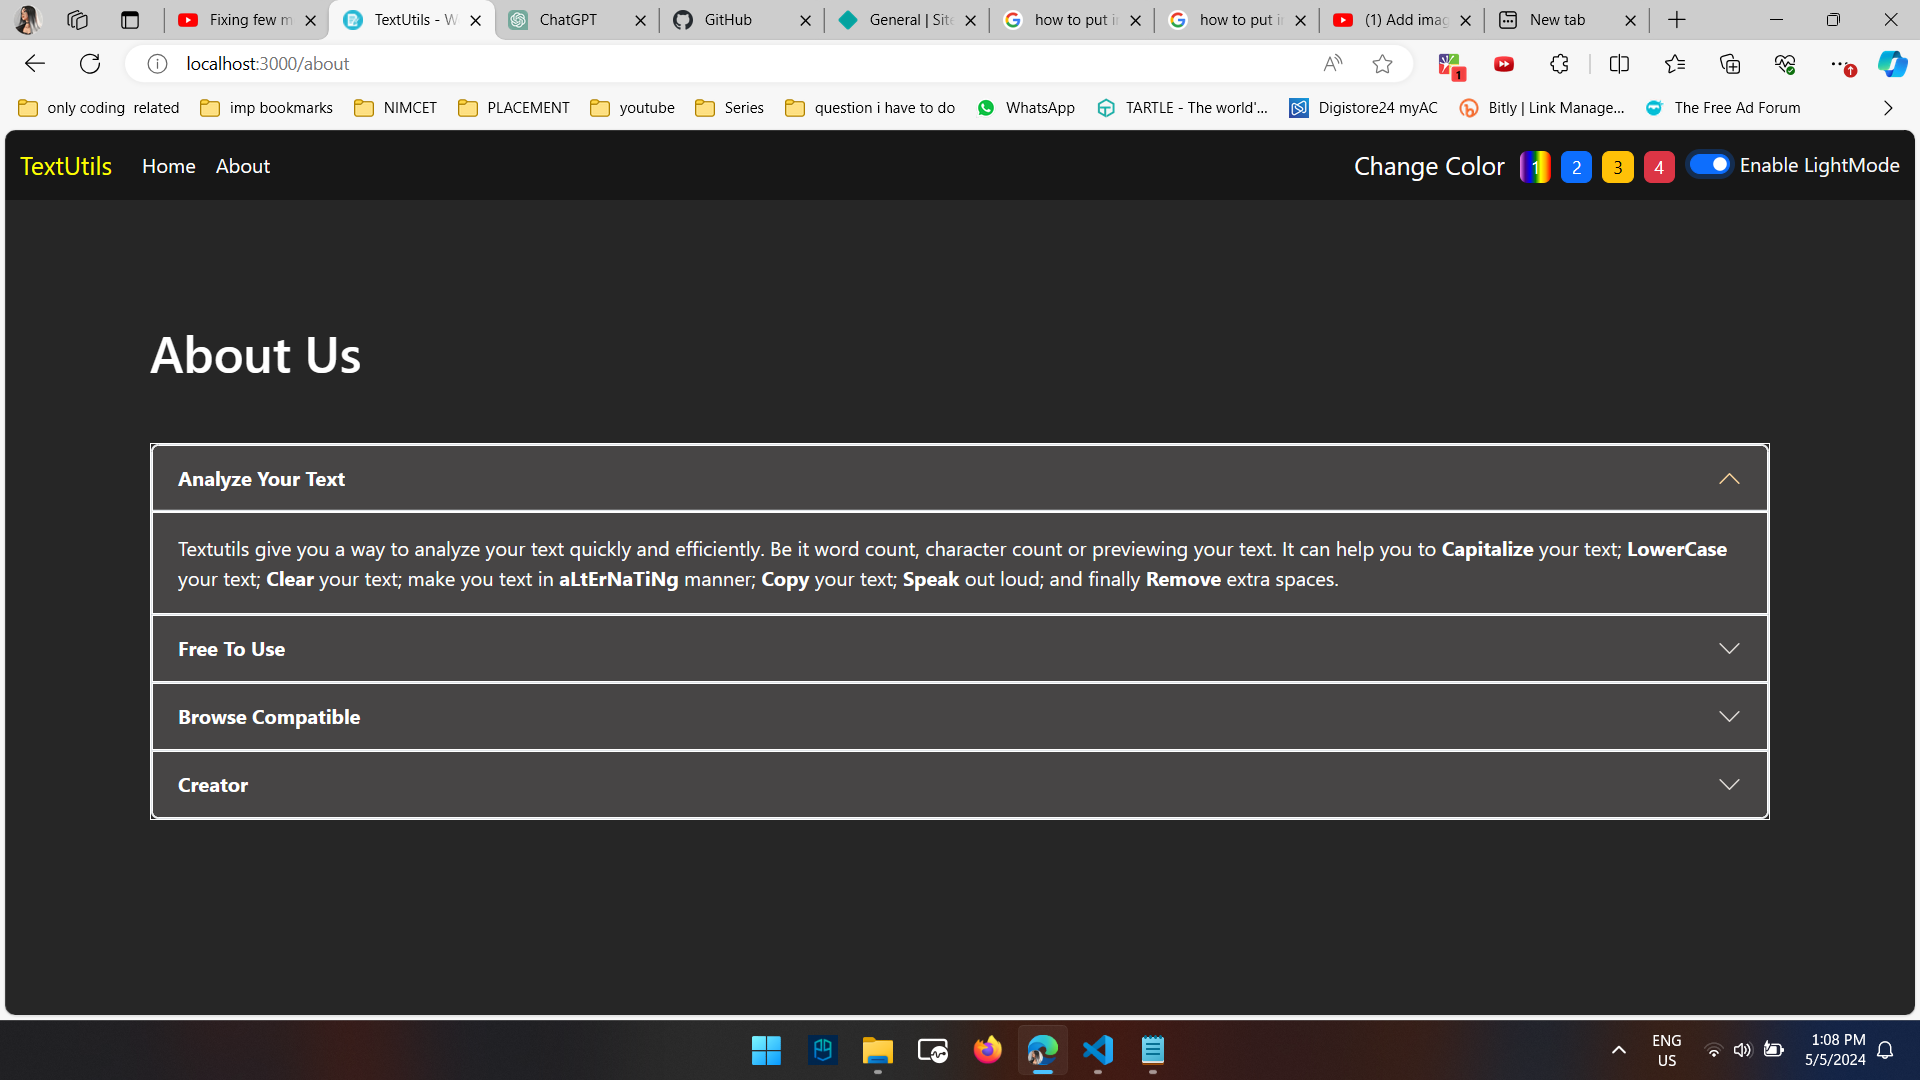 Fixing few m
TextUtils - W
ChatGPT
GitHub
General | Site
how to put i
how to put i
(1) Add imag
New tab
localhost:3000/about
1
only coding related
imp bookmarks
NIMCET
PLACEMENT
youtube
Series
question i have to do
WhatsApp
TARTLE - The world'...
Digistore24 myAC
Bitly | Link Manage...
The Free Ad Forum
TextUtils Home About Change Color 1 2 3 4 Enable LightMode
About Us
Analyze Your Text
Textutils give you a way to analyze your text quickly and efficiently. Be it word count, character count or previewing your text. It can help you to Capitalize your text; LowerCase
your text; Clear your text; make you text in aLtErNaTiNg manner; Copy your text; Speak out loud; and finally Remove extra spaces.
Free To Use
Browse Compatible
Creator
ENG
US
1:08 PM
5/5/2024